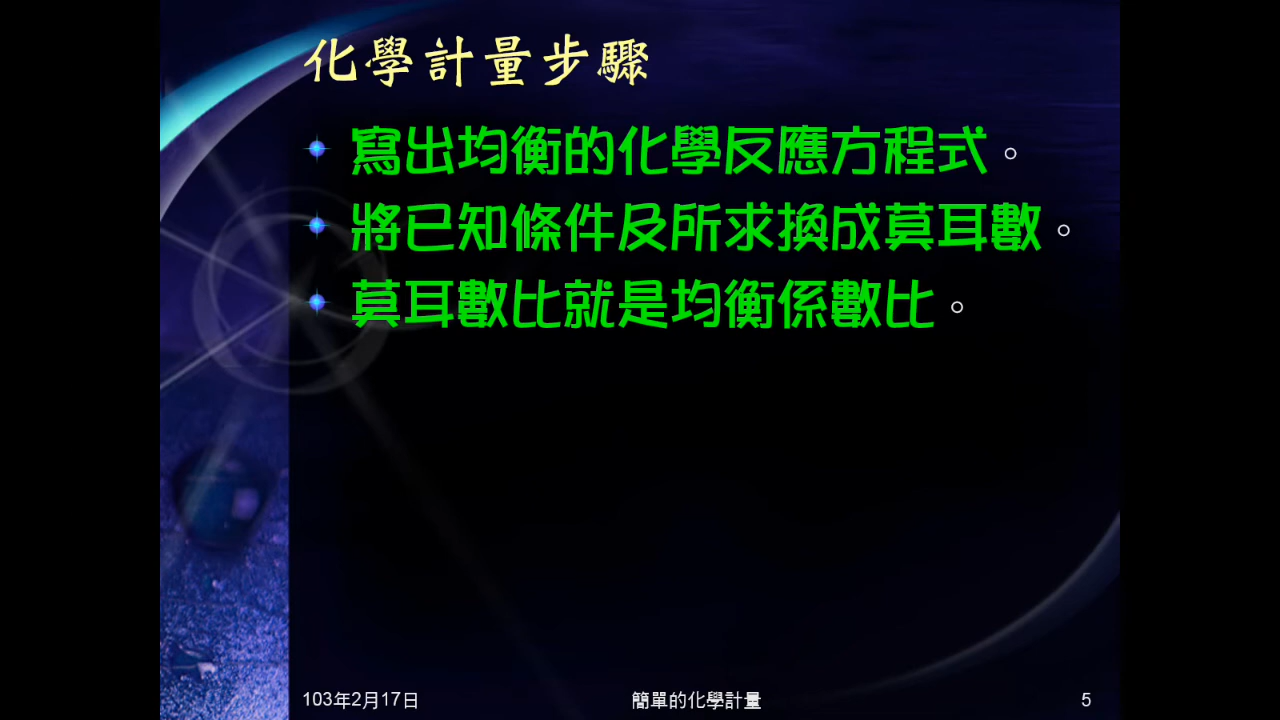 化學計量步驟
寫出均衡的化學反應方程式。
將已知條件及所求換成莫耳數。
莫耳數比就是均衡係數比。
103年2月17日
簡單的化學計量
5